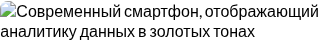 Современный смартфон, отображающий
аналитику данных в золотых тонах